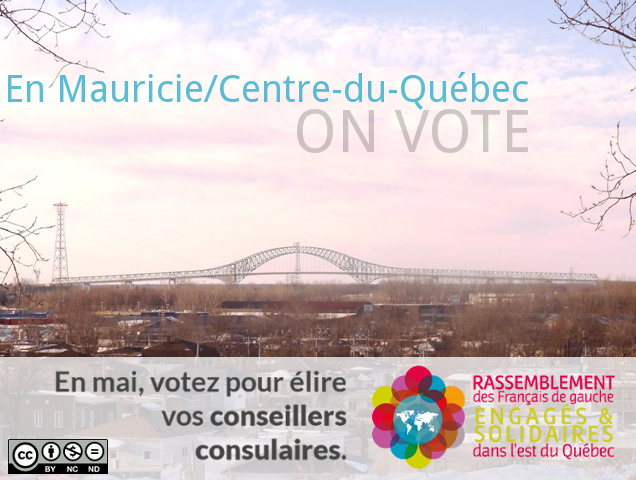 En Mauricie/Centre-du-Québec
ON VOTE
En mai, votez pour élire
vos conseillers
consulaires.
RASSEMBLEMENT
des Français de gauche
ENGAGÉS &
SOLIDAIRES
dans l'est du Québec
cc
BY NC ND